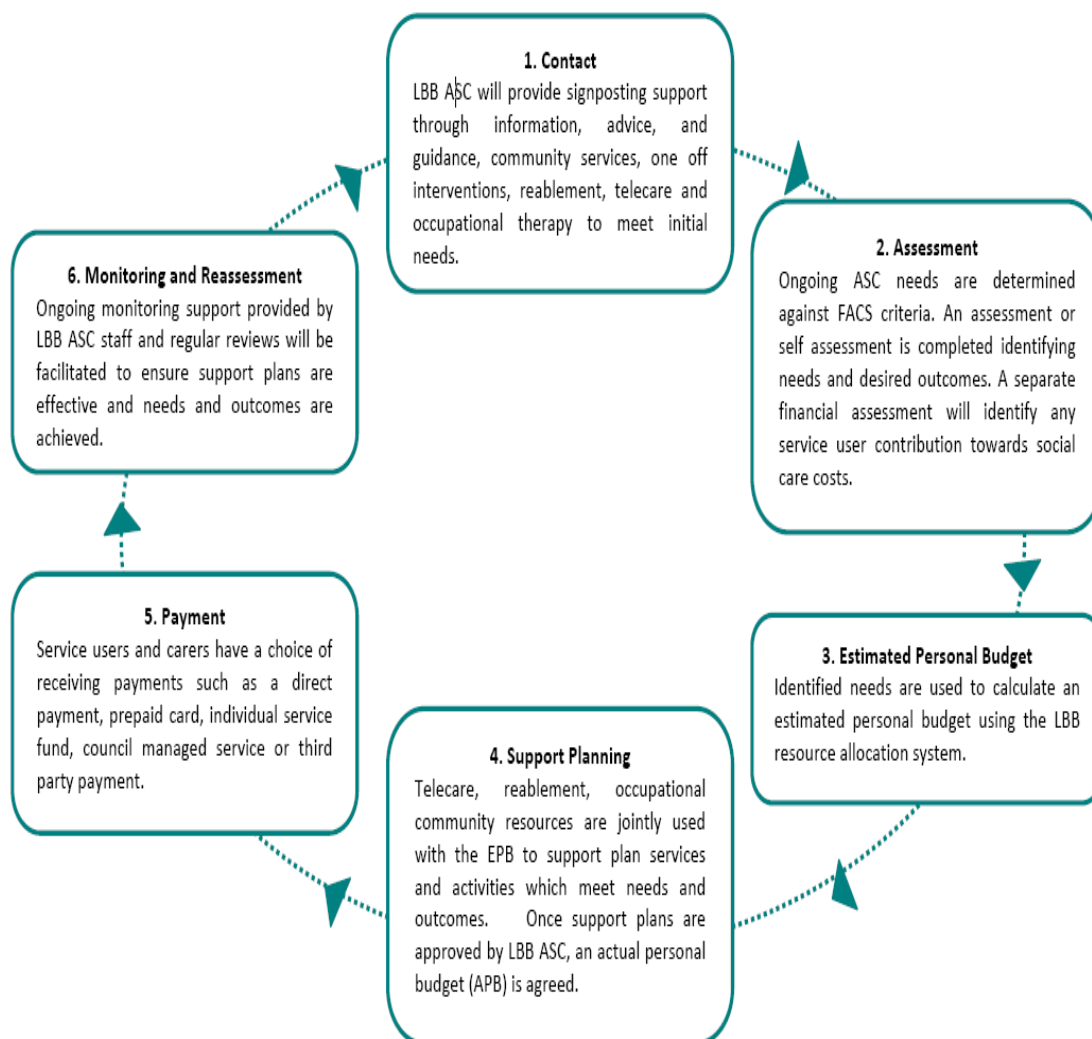 1. Contact
LBB ASC will provide signposting support
through information, advice, and
guidance, community services, one off
interventions, reablement, telecare and
occupational therapy to meet initial
needs.
2. Assessment
Ongoing ASC needs are determined
against FACS criteria. An assessment or
self assessment is completed identifying
needs and desired outcomes. A separate
financial assessment will identify any
service user contribution towards social
care costs.
3. Estimated Personal Budget
Identified needs are used to calculate an
estimated personal budget using the LBB
resource allocation system.
4. Support Planning
Telecare, reablement, occupational
community resources are jointly used
with the EPB to support plan services
and activities which meet needs and
outcomes. Once support plans are
approved by LBB ASC, an actual personal
budget (APB) is agreed.
5. Payment
Service users and carers have a choice of
receiving payments such as a direct
payment, prepaid card, individual service
fund, council managed service or third
party payment.
6. Monitoring and Reassessment
Ongoing monitoring support provided by
LBB ASC staff and regular reviews will be
facilitated to ensure support plans are
effective and needs and outcomes are
achieved.